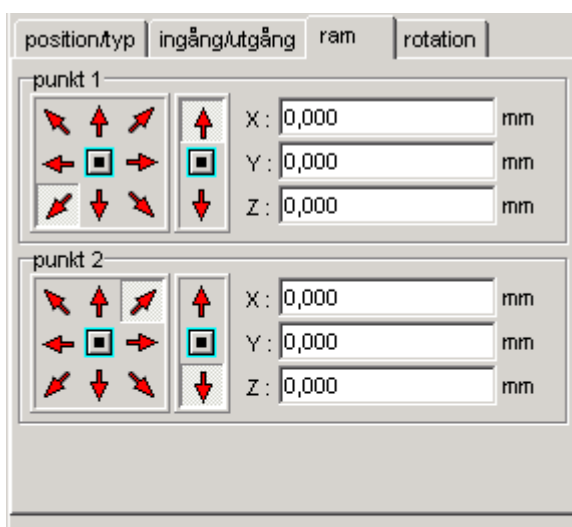 position/typ ingång/utgång ram rotation
punkt 1
X : 0,000 mm
Y : 0,000 mm
Z : 0,000 mm
punkt 2
X : 0,000 mm
Y : 0,000 mm
Z : 0,000 mm